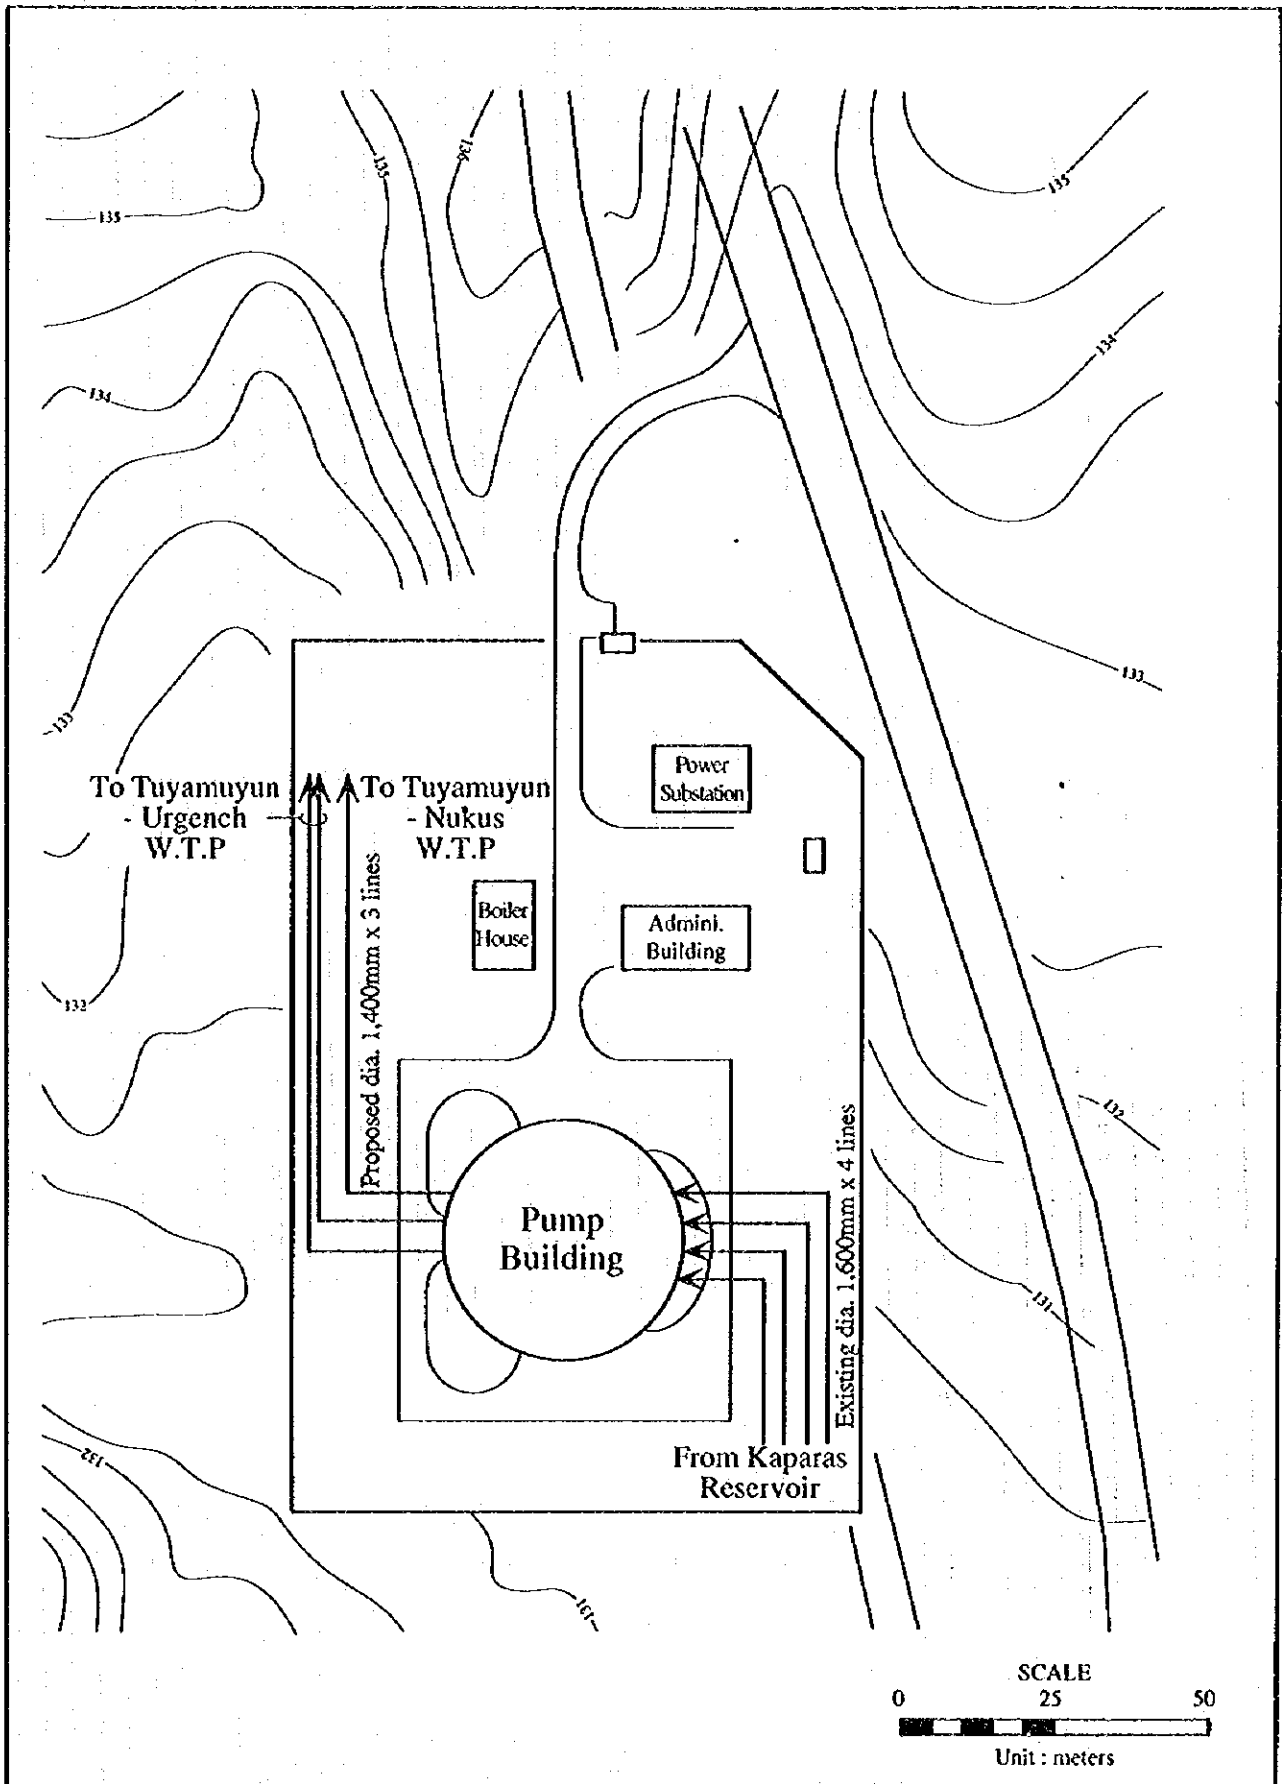 136
135
135
135
134
134
133
133
Power
Substation
To Tuyamuyun
- Urgench
W.T.P
To Tuyamuyun
- Nukus
W.T.P
Proposed dia. 1,400mm x 3 lines
Boiler
House
Admini.
Building
132
132
Existing dia. 1,600mm x 4 lines
Pump
Building
131
132
From Kaparas
Reservoir
131
SCALE
0 25 50
Unit : meters